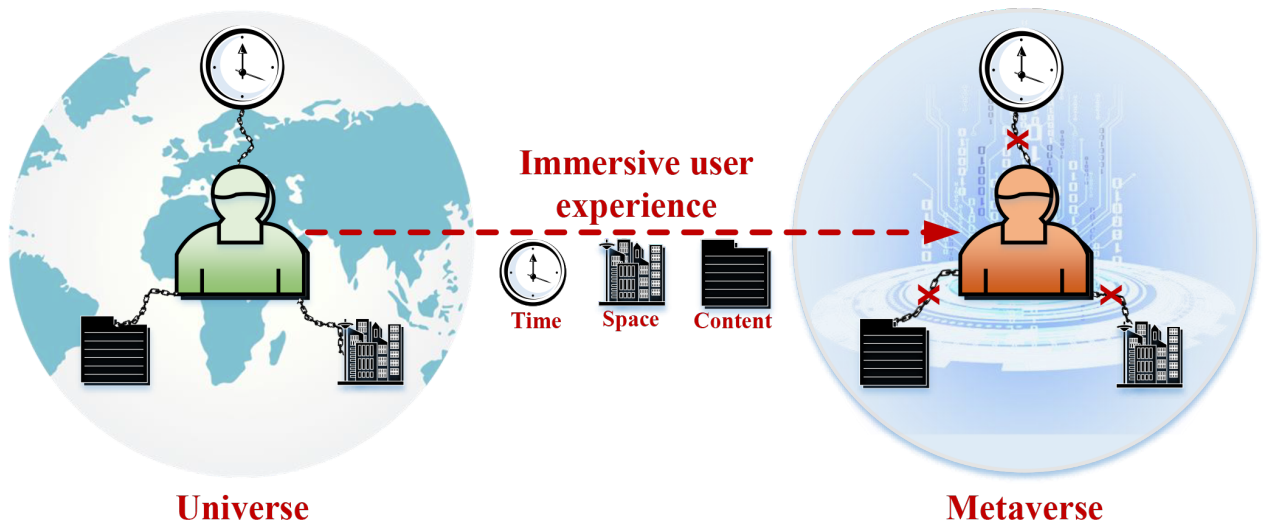 Immersive user
experience
Time
Space
Content
Universe
Metaverse